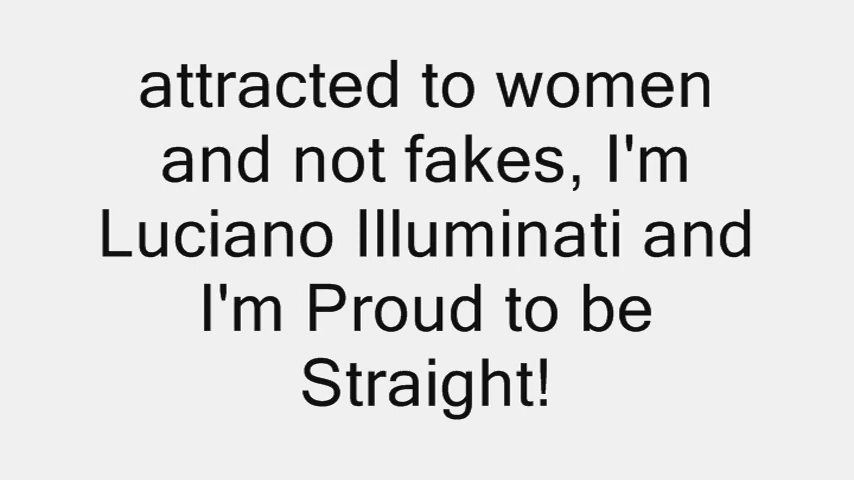 attracted to women
and not fakes, I'm
Luciano Illuminati and
I'm Proud to be
Straight!